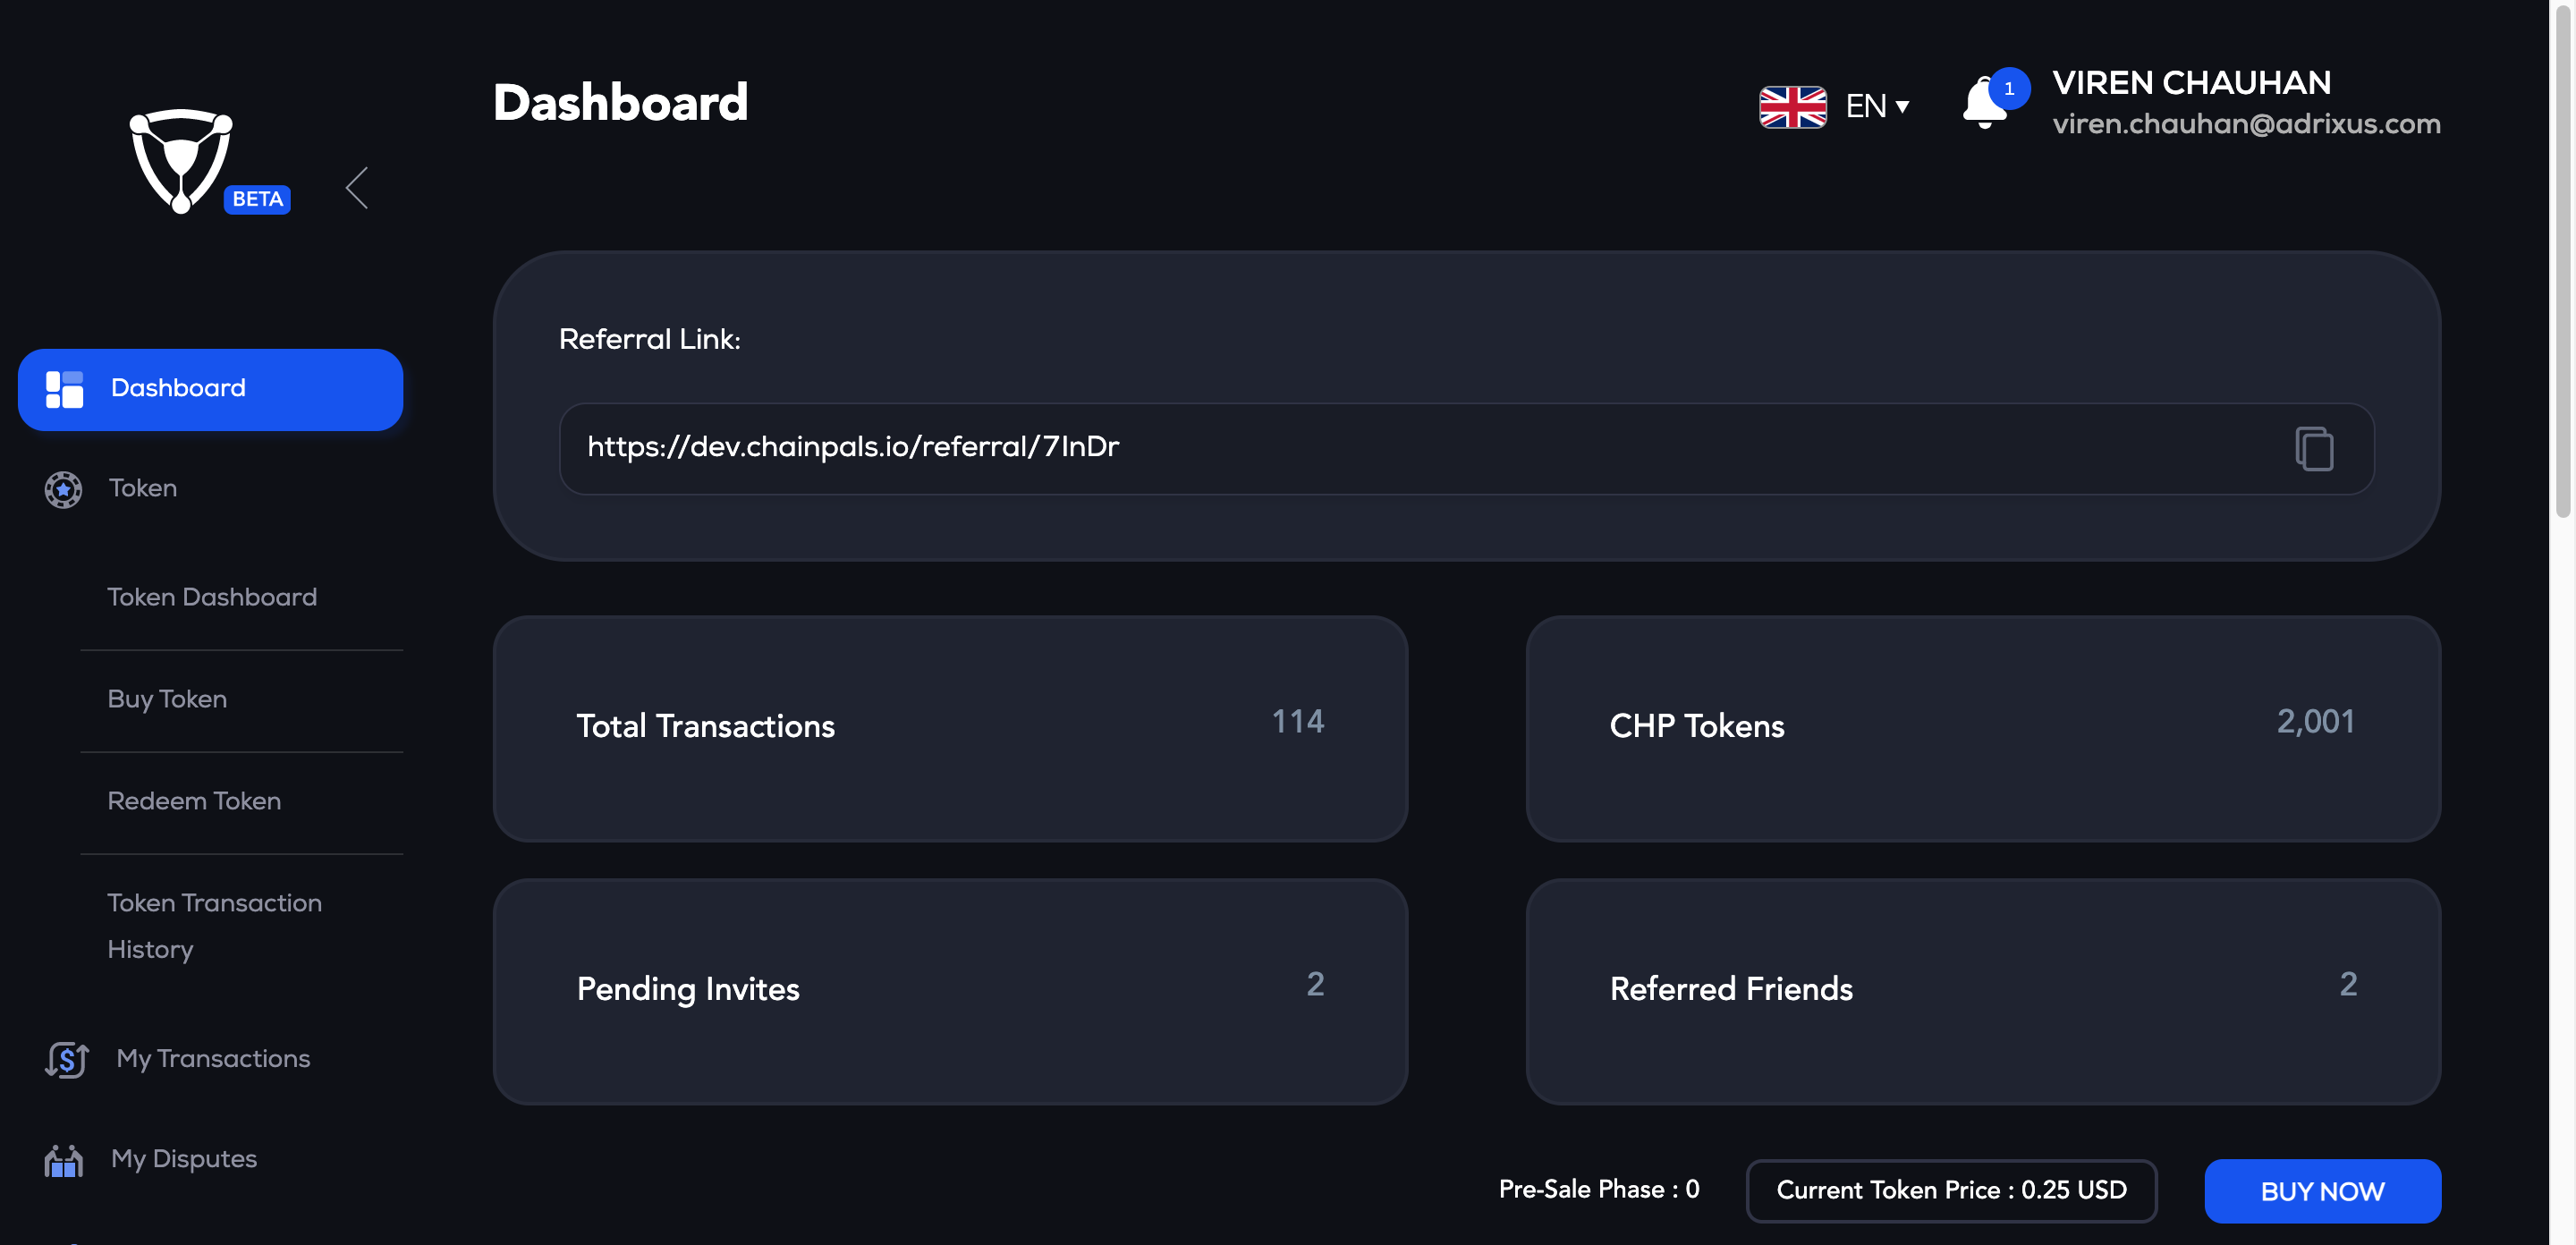 BETA
Dashboard
Token
Token Dashboard
Buy Token
Redeem Token
Token Transaction
History
My Transactions
My Disputes
Dashboard
EN
1
VIREN CHAUHAN
viren.chauhan@adrixus.com
Referral Link:
https://dev.chainpals.io/referral/7InDr
Total Transactions 114
CHP Tokens 2,001
Pending Invites 2
Referred Friends 2
Pre-Sale Phase : 0
Current Token Price : 0.25 USD
BUY NOW